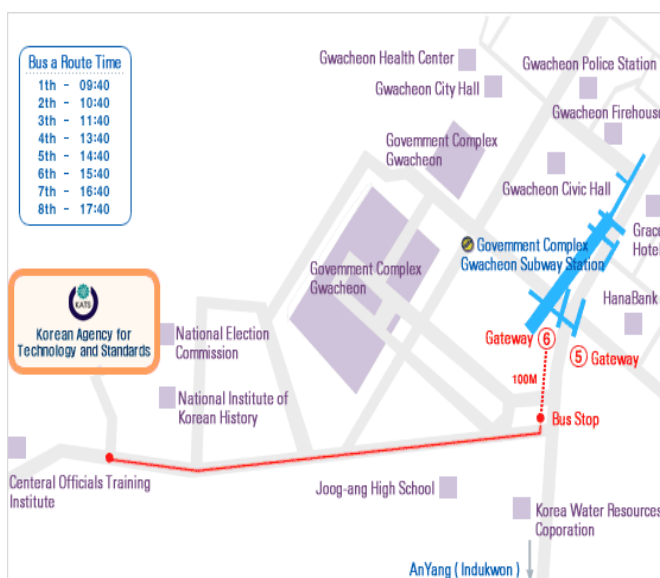 Bus a Route Time
1th - 09:40
2th - 10:40
3th - 11:40
4th - 13:40
5th - 14:40
6th - 15:40
7th - 16:40
8th - 17:40
Gwacheon Health Center
Gwacheon City Hall
Gwacheon Police Station
Gwacheon Firehouse
Government Complex
Gwacheon
Gwacheon Civic Hall
Grace
Hotel
Government Complex
Gwacheon Subway Station
Government Complex
Gwacheon
HanaBank
KATS
Korean Agency for
Technology and Standards
National Election
Commission
Gateway 6
5 Gateway
100M
National Institute of
Korean History
Bus Stop
Centeral Officials Training
Institute
Joog-ang High School
Korea Water Resources
Coporation
AnYang ( Indukwon )